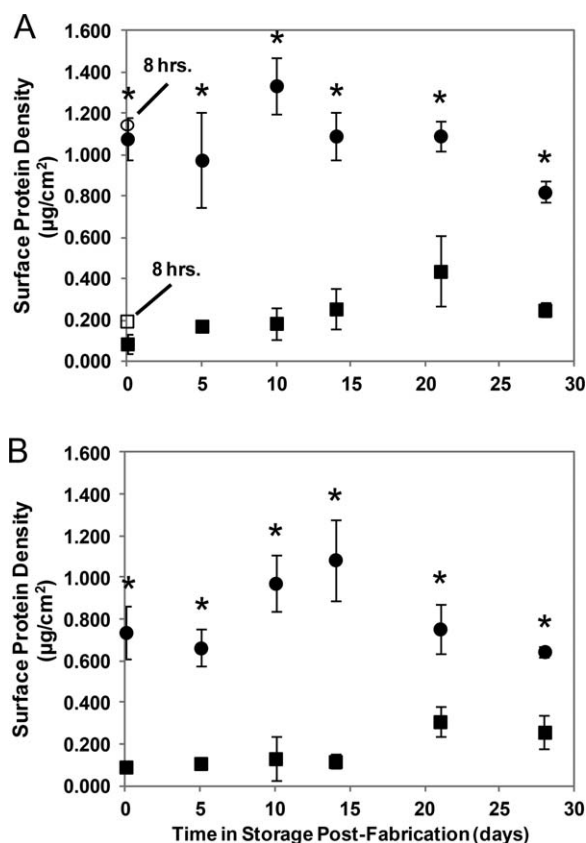 A
1.600
1.400
1.200
1.000
0.800
0.600
0.400
0.200
0.000
Surface Protein Density
(µg/cm²)
* * * * * *
8 hrs.
8 hrs.
0 5 10 15 20 25 30
B
1.600
1.400
1.200
1.000
0.800
0.600
0.400
0.200
0.000
Surface Protein Density
(µg/cm²)
* * * * * *
0 5 10 15 20 25 30
Time in Storage Post-Fabrication (days)